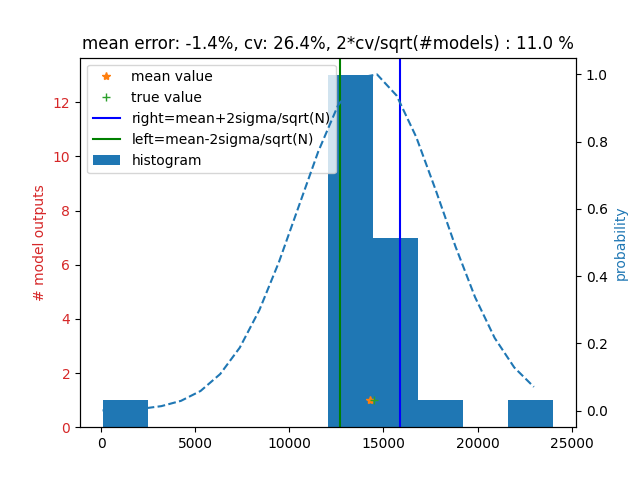 mean error: -1.4%, cv: 26.4%, 2*cv/sqrt(#models) : 11.0 %
mean value
true value
right=mean+2sigma/sqrt(N)
left=mean-2sigma/sqrt(N)
histogram
# model outputs
12
10
8
6
4
2
0
probability
1.0
0.8
0.6
0.4
0.2
0.0
0
5000
10000
15000
20000
25000